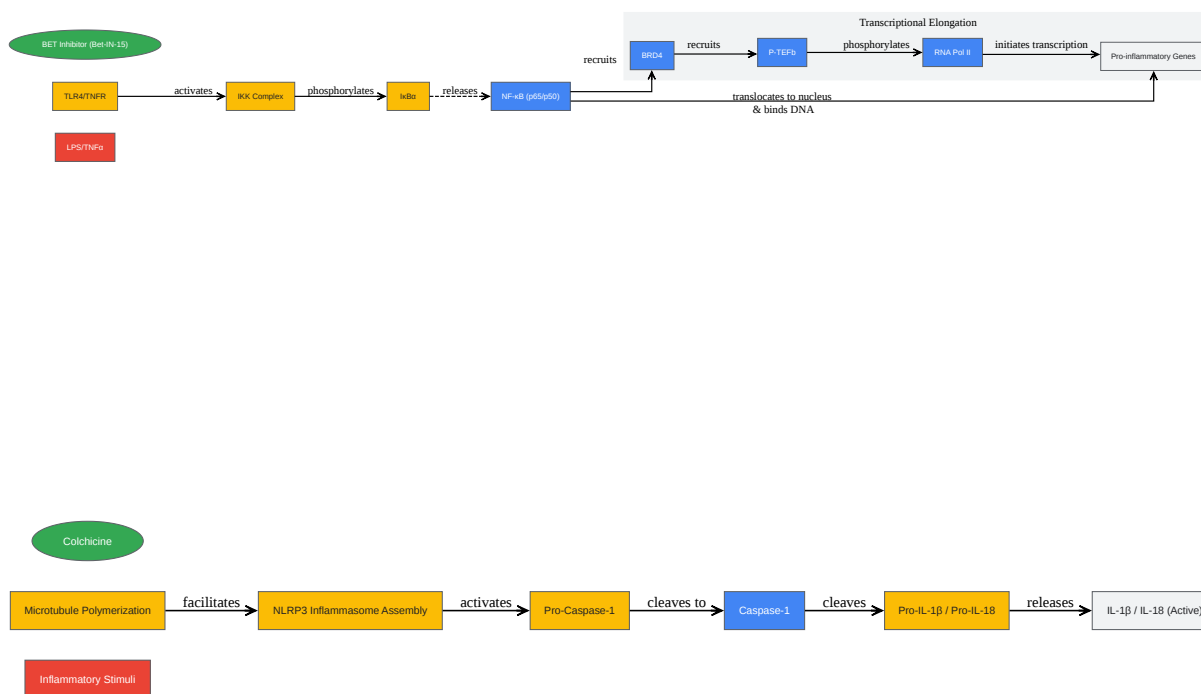 Transcriptional Elongation
BET Inhibitor (Bet-IN-15)
recruits
BRD4
recruits
P-TEFb
phosphorylates
RNA Pol II
initiates transcription
Pro-inflammatory Genes
TLR4/TNFR
activates
IKK Complex
phosphorylates
IκBα
releases
NF-κB (p65/p50)
translocates to nucleus
& binds DNA
LPS/TNFα
Colchicine
Microtubule Polymerization
facilitates
NLRP3 Inflammasome Assembly
activates
Pro-Caspase-1
cleaves to
Caspase-1
cleaves
Pro-IL-1β / Pro-IL-18
releases
IL-1β / IL-18 (Active)
Inflammatory Stimuli